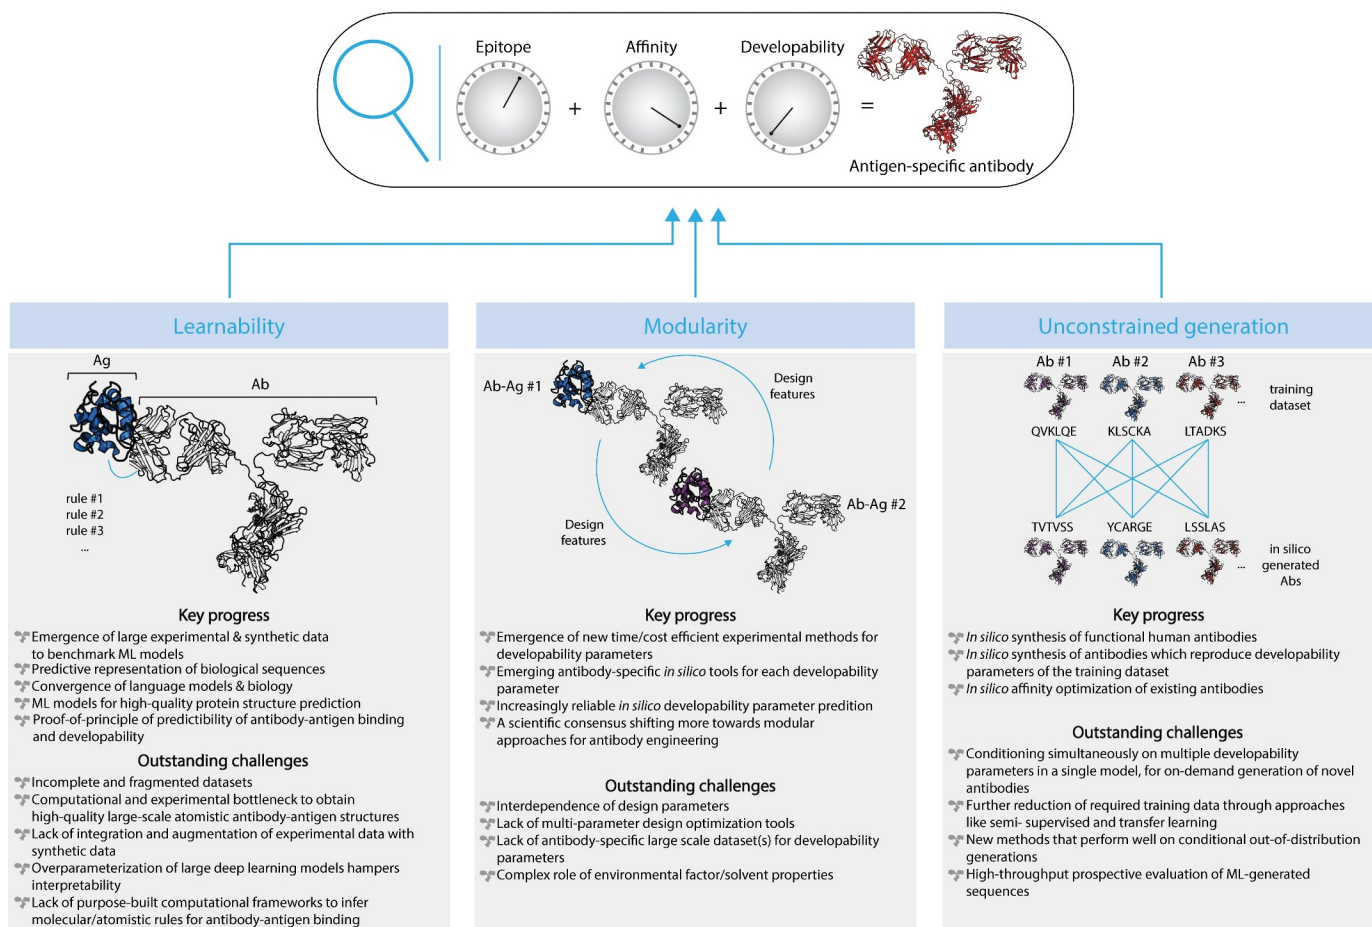 Epitope
Affinity
Developability
+
+
=
Antigen-specific antibody
Learnability
Ag
Ab
rule #1
rule #2
rule #3
...
Key progress
Emergence of large experimental & synthetic data
to benchmark ML models
Predictive representation of biological sequences
Convergence of language models & biology
ML models for high-quality protein structure prediction
Proof-of-principle of predictibility of antibody-antigen binding
and developability
Outstanding challenges
Incomplete and fragmented datasets
Computational and experimental bottleneck to obtain
high-quality large-scale atomistic antibody-antigen structures
Lack of integration and augmentation of experimental data with
synthetic data
Overparameterization of large deep learning models hampers
interpretability
Lack of purpose-built computational frameworks to infer
molecular/atomistic rules for antibody-antigen binding
Modularity
Ab-Ag #1
Design
features
Ab-Ag #2
Design
features
Key progress
Emergence of new time/cost efficient experimental methods for
developability parameters
Emerging antibody-specific in silico tools for each developability
parameter
Increasingly reliable in silico developability parameter predition
A scientific consensus shifting more towards modular
approaches for antibody engineering
Outstanding challenges
Interdependence of design parameters
Lack of multi-parameter design optimization tools
Lack of antibody-specific large scale dataset(s) for developability
parameters
Complex role of environmental factor/solvent properties
Unconstrained generation
Ab #1 Ab #2 Ab #3
...
training
dataset
QVKLQE KLSCKA LTADKS
TVTVSS YCARGE LSSLAS
...
in silico
generated
Abs
Key progress
In silico synthesis of functional human antibodies
In silico synthesis of antibodies which reproduce developability
parameters of the training dataset
In silico affinity optimization of existing antibodies
Outstanding challenges
Conditioning simultaneously on multiple developability
parameters in a single model, for on-demand generation of novel
antibodies
Further reduction of required training data through approaches
like semi- supervised and transfer learning
New methods that perform well on conditional out-of-distribution
generations
High-throughput prospective evaluation of ML-generated
sequences